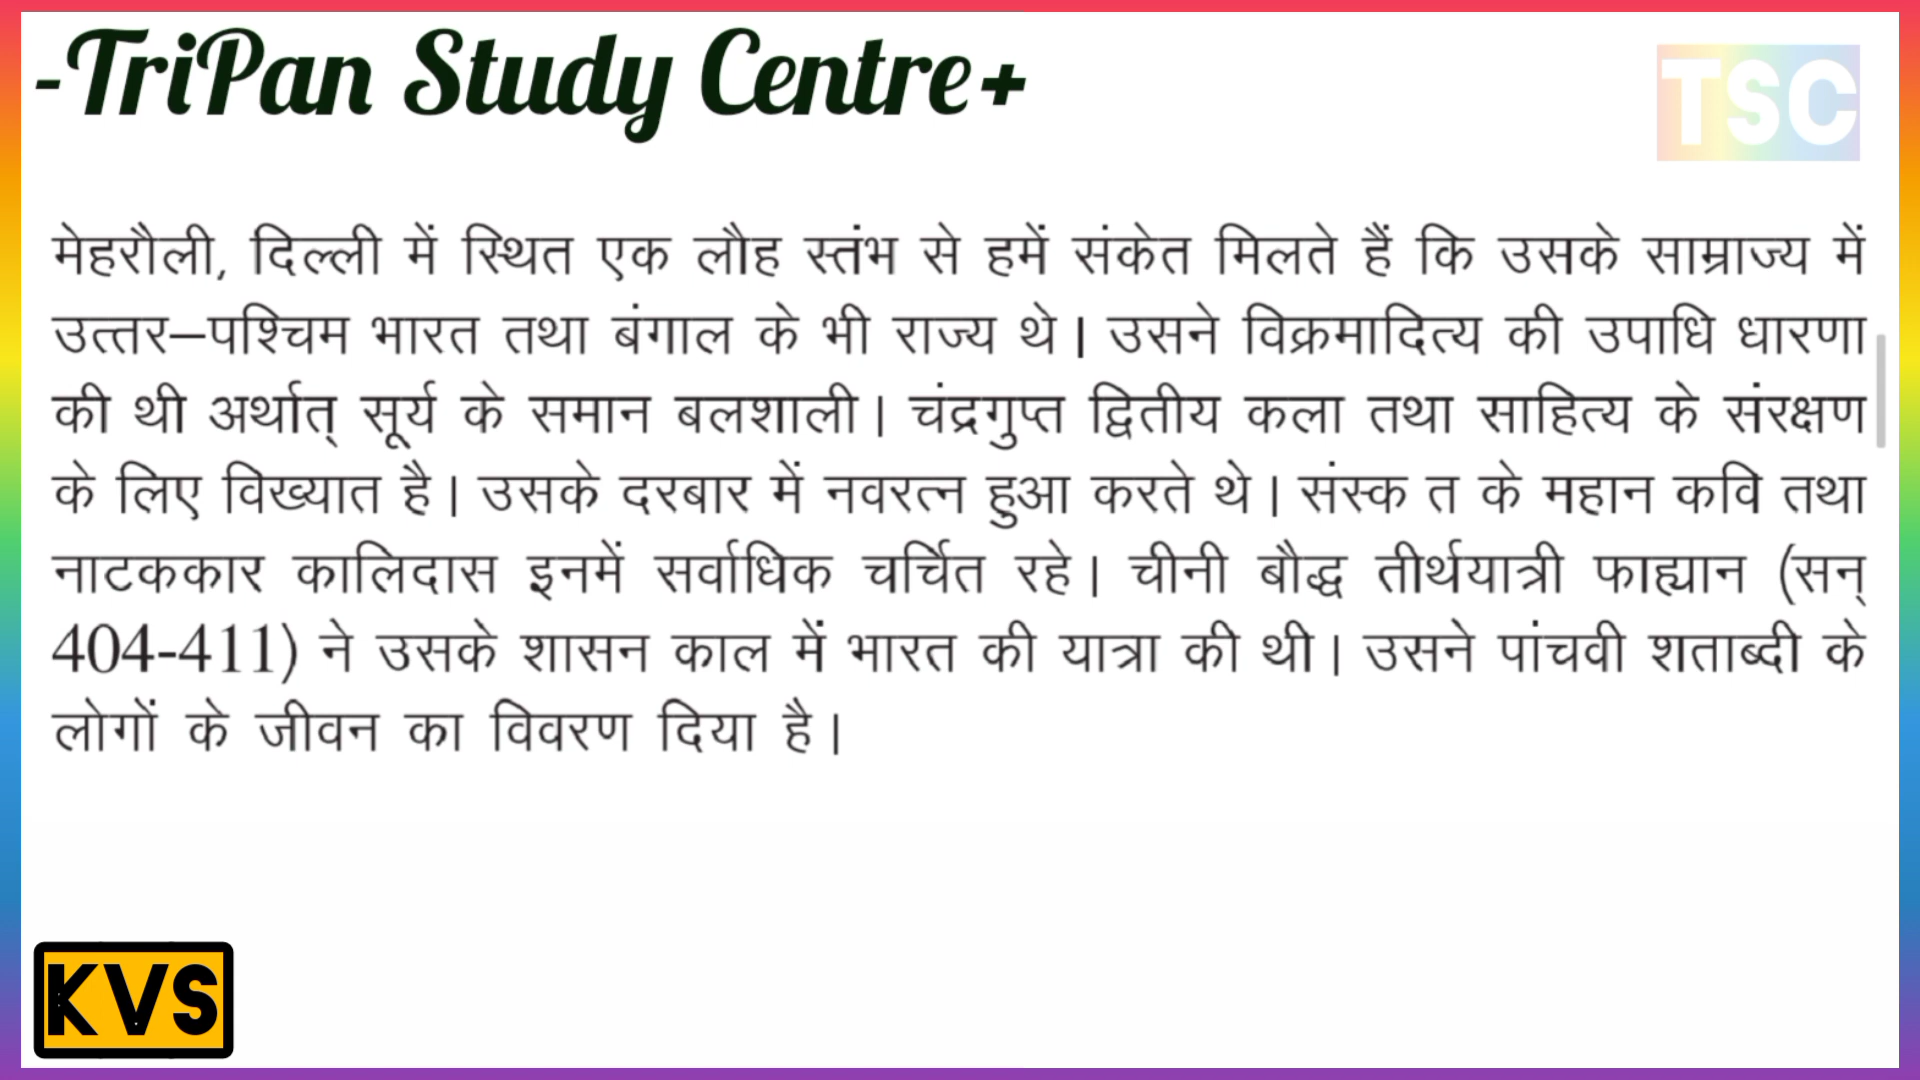 -TriPan Study Centre+
TSC
मेहरौली, दिल्ली में स्थित एक लौह स्तंभ से हमें संकेत मिलते हैं कि उसके साम्राज्य में
उत्तर–पश्चिम भारत तथा बंगाल के भी राज्य थे। उसने विक्रमादित्य की उपाधि धारणा
की थी अर्थात् सूर्य के समान बलशाली। चंद्रगुप्त द्वितीय कला तथा साहित्य के संरक्षण
के लिए विख्यात है। उसके दरबार में नवरत्न हुआ करते थे। संस्क त के महान कवि तथा
नाटककार कालिदास इनमें सर्वाधिक चर्चित रहे। चीनी बौद्ध तीर्थयात्री फाह्यान (सन्
404-411) ने उसके शासन काल में भारत की यात्रा की थी। उसने पांचवी शताब्दी के
लोगों के जीवन का विवरण दिया है।
KVS